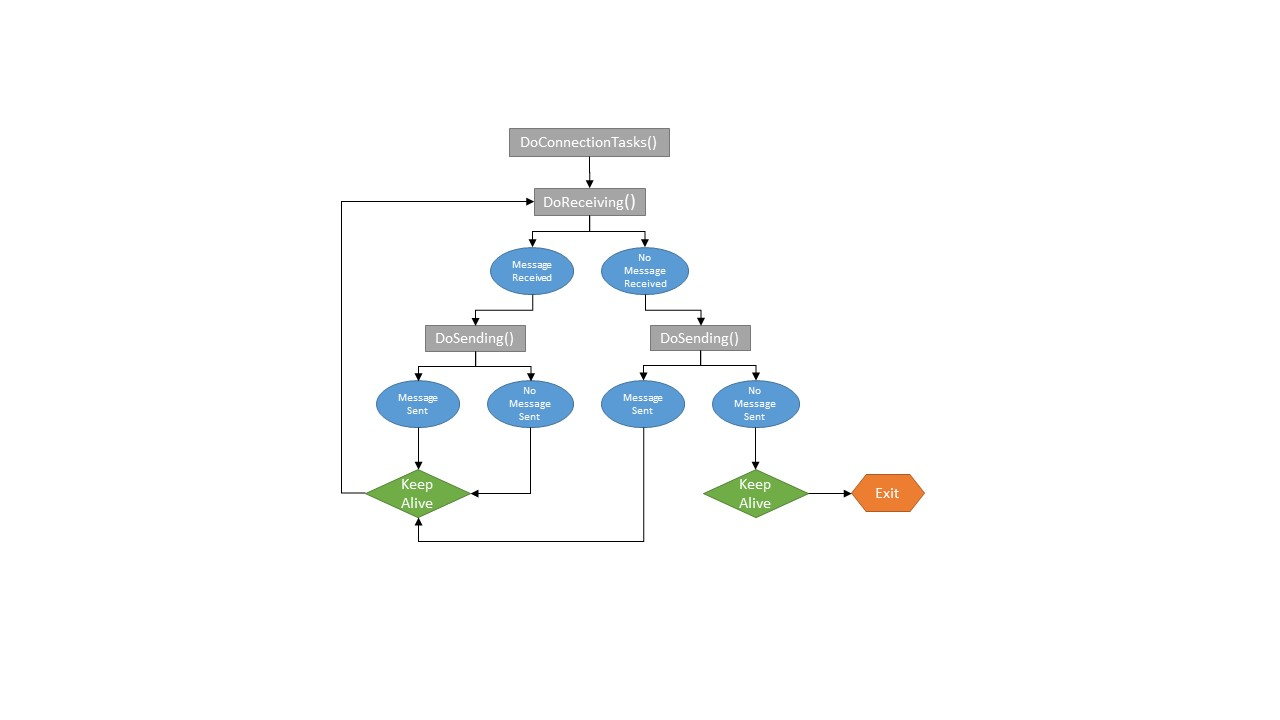 DoConnectionTasks()
DoReceiving()
Message
Received
No
Message
Received
DoSending()
DoSending()
Message
Sent
No
Message
Sent
Message
Sent
No
Message
Sent
Keep
Alive
Keep
Alive
Exit